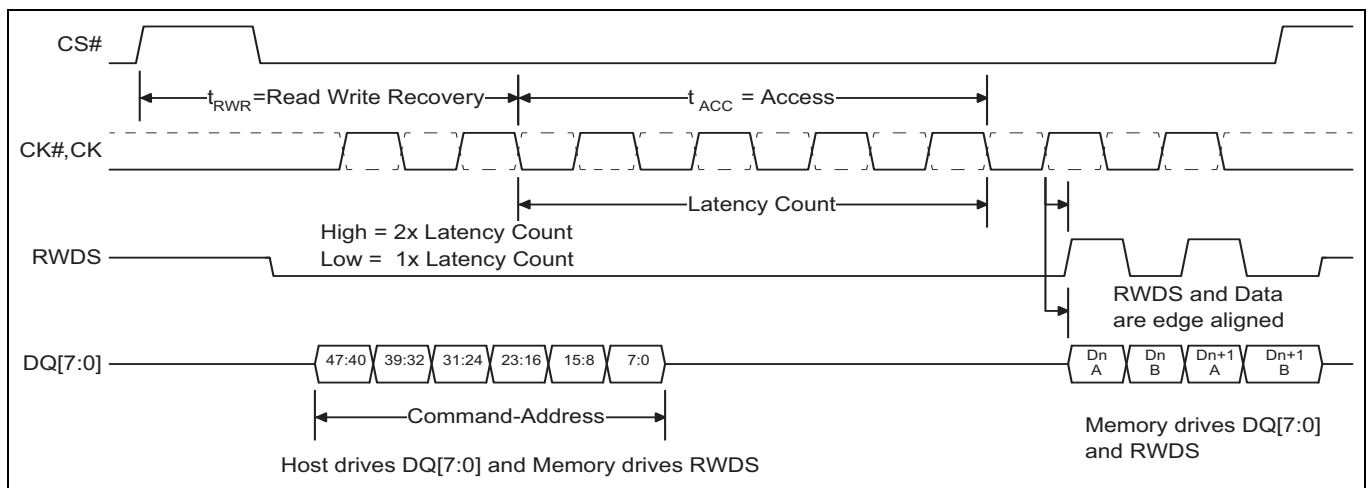 CS#
tRWR=Read Write Recovery
tACC = Access
CK#,CK
Latency Count
High = 2x Latency Count
Low = 1x Latency Count
RWDS
RWDS and Data
are edge aligned
DQ[7:0]
47:40 39:32 31:24 23:16 15:8 7:0
Dn A
Dn B
Dn+1 A
Dn+1 B
Command-Address
Memory drives DQ[7:0]
and RWDS
Host drives DQ[7:0] and Memory drives RWDS